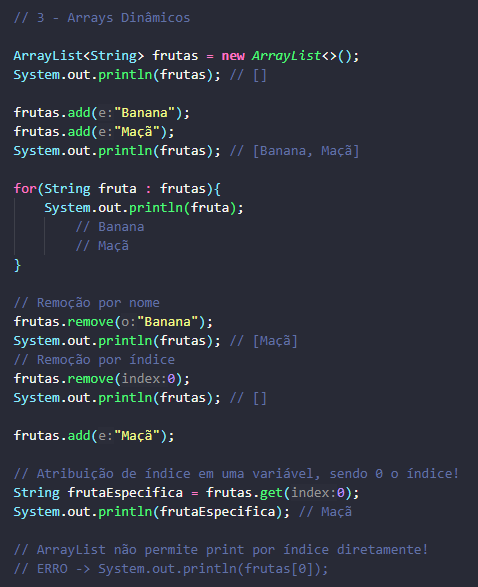 // 3 - Arrays Dinâmicos
ArrayList<String> frutas = new ArrayList<>();
System.out.println(frutas); // []
frutas.add(e:"Banana");
frutas.add(e:"Maçã");
System.out.println(frutas); // [Banana, Maçã]
for(String fruta : frutas){
    System.out.println(fruta);
        // Banana
        // Maçã
}
// Remoção por nome
frutas.remove(o:"Banana");
System.out.println(frutas); // [Maçã]
// Remoção por índice
frutas.remove(index:0);
System.out.println(frutas); // []
frutas.add(e:"Maçã");
// Atribuição de índice em uma variável, sendo 0 o índice!
String frutaEspecifica = frutas.get(index:0);
System.out.println(frutaEspecifica); // Maçã
// ArrayList não permite print por índice diretamente!
// ERRO -> System.out.println(frutas[0]);